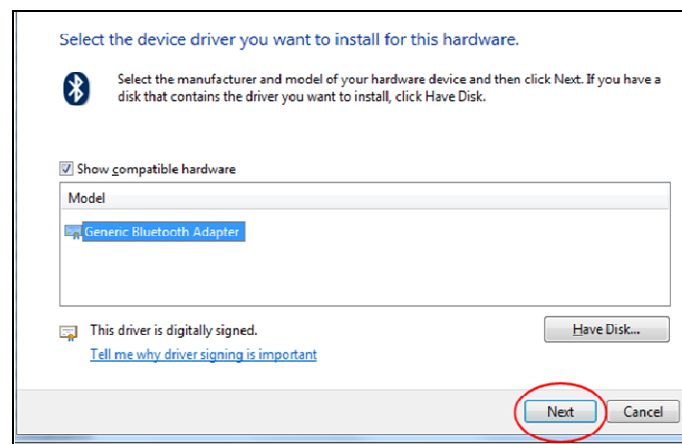 Select the device driver you want to install for this hardware.
Select the manufacturer and model of your hardware device and then click Next. If you have a
disk that contains the driver you want to install, click Have Disk.
Show compatible hardware
Model
Generic Bluetooth Adapter
This driver is digitally signed.
Have Disk...
Tell me why driver signing is important
Next
Cancel